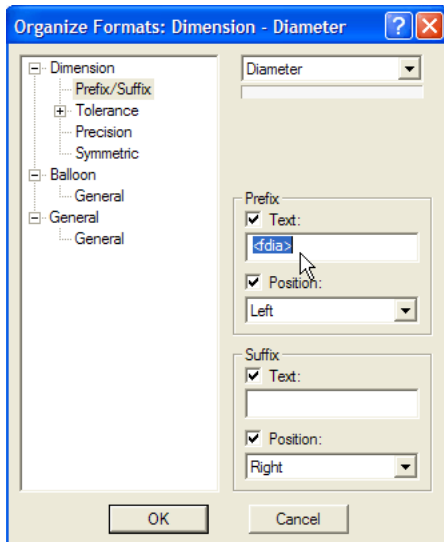 Organize Formats: Dimension - Diameter
Dimension
Prefix/Suffix
Tolerance
Precision
Symmetric
Balloon
General
General
General
Diameter
Prefix
Text:
<fdia>
Position:
Left
Suffix
Text:
Position:
Right
OK
Cancel